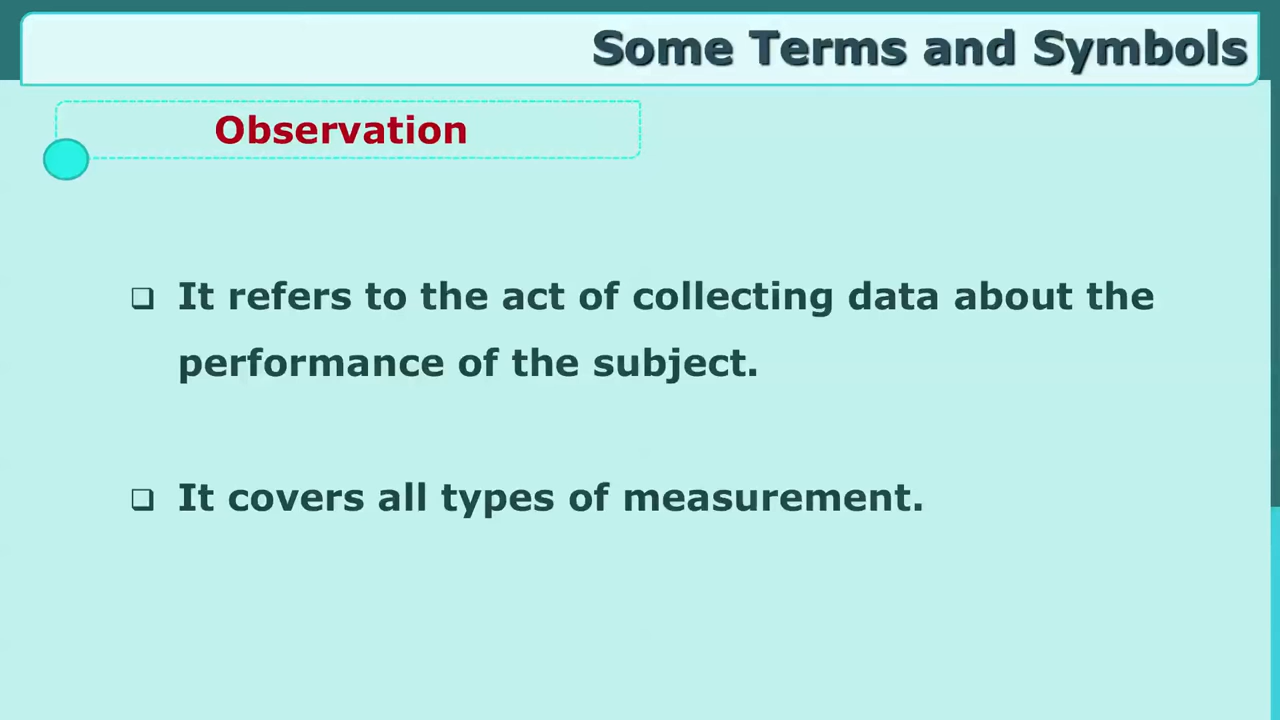 Some Terms and Symbols
Observation
❑ It refers to the act of collecting data about the
performance of the subject.
❑ It covers all types of measurement.